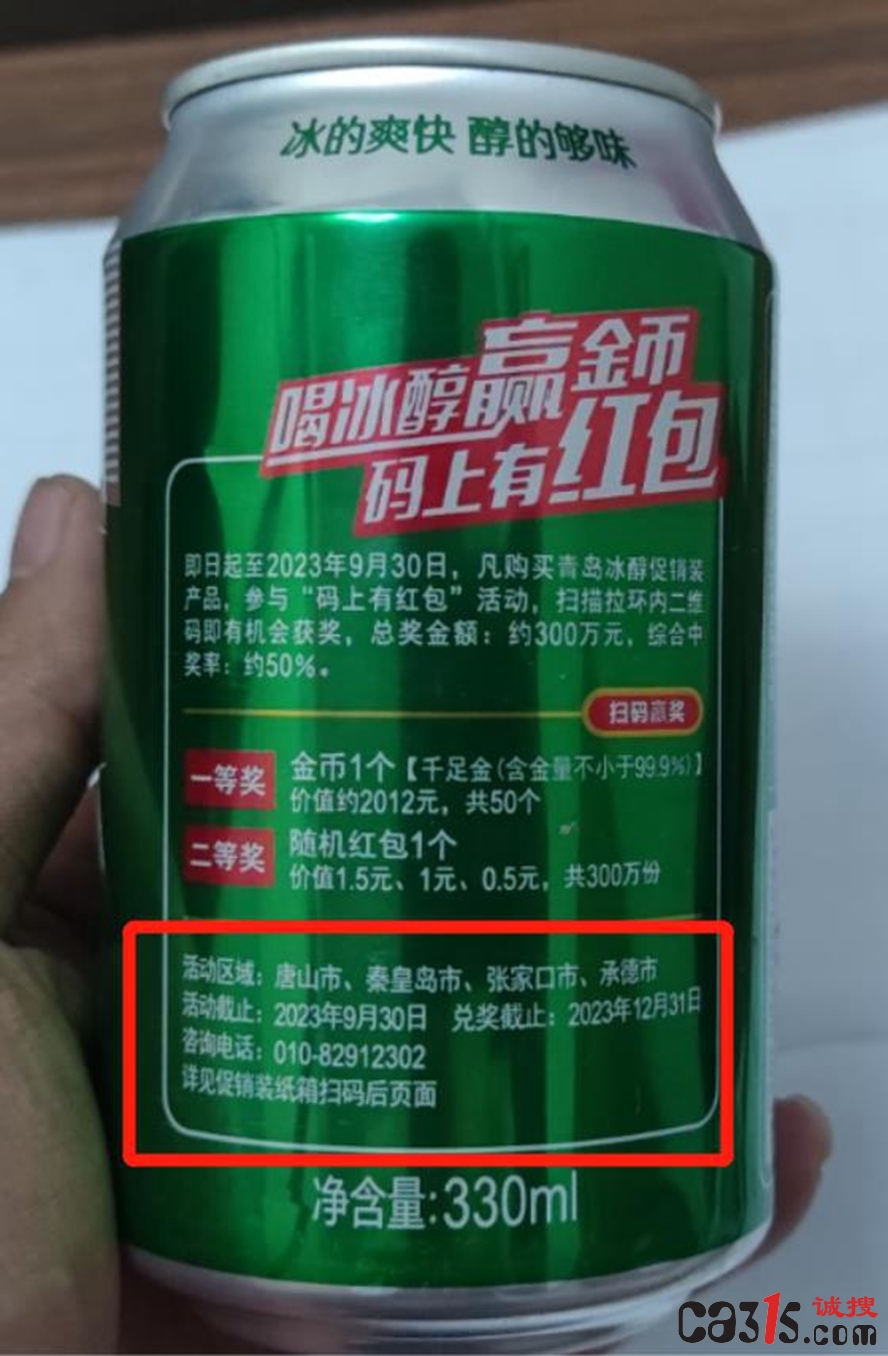 冰的爽快 醇的够味
喝冰醇赢金币
码上有红包
即日起至2023年9月30日，凡购买青岛冰醇促销装
产品，参与“码上有红包”活动，扫描拉环内二维
码即有机会获奖，总奖金额：约300万元，综合中
奖率：约50%。
扫码赢奖
一等奖
金币1个【千足金(含金量不小于99.9%)】
价值约2012元，共50个
二等奖
随机红包1个
价值1.5元、1元、0.5元，共300万份
活动区域：唐山市、秦皇岛市、张家口市、承德市
活动截止：2023年9月30日 兑奖截止：2023年12月31日
咨询电话：010-82912302
详见促销装纸箱扫码后页面
净含量:330ml
ca315诚搜
.com